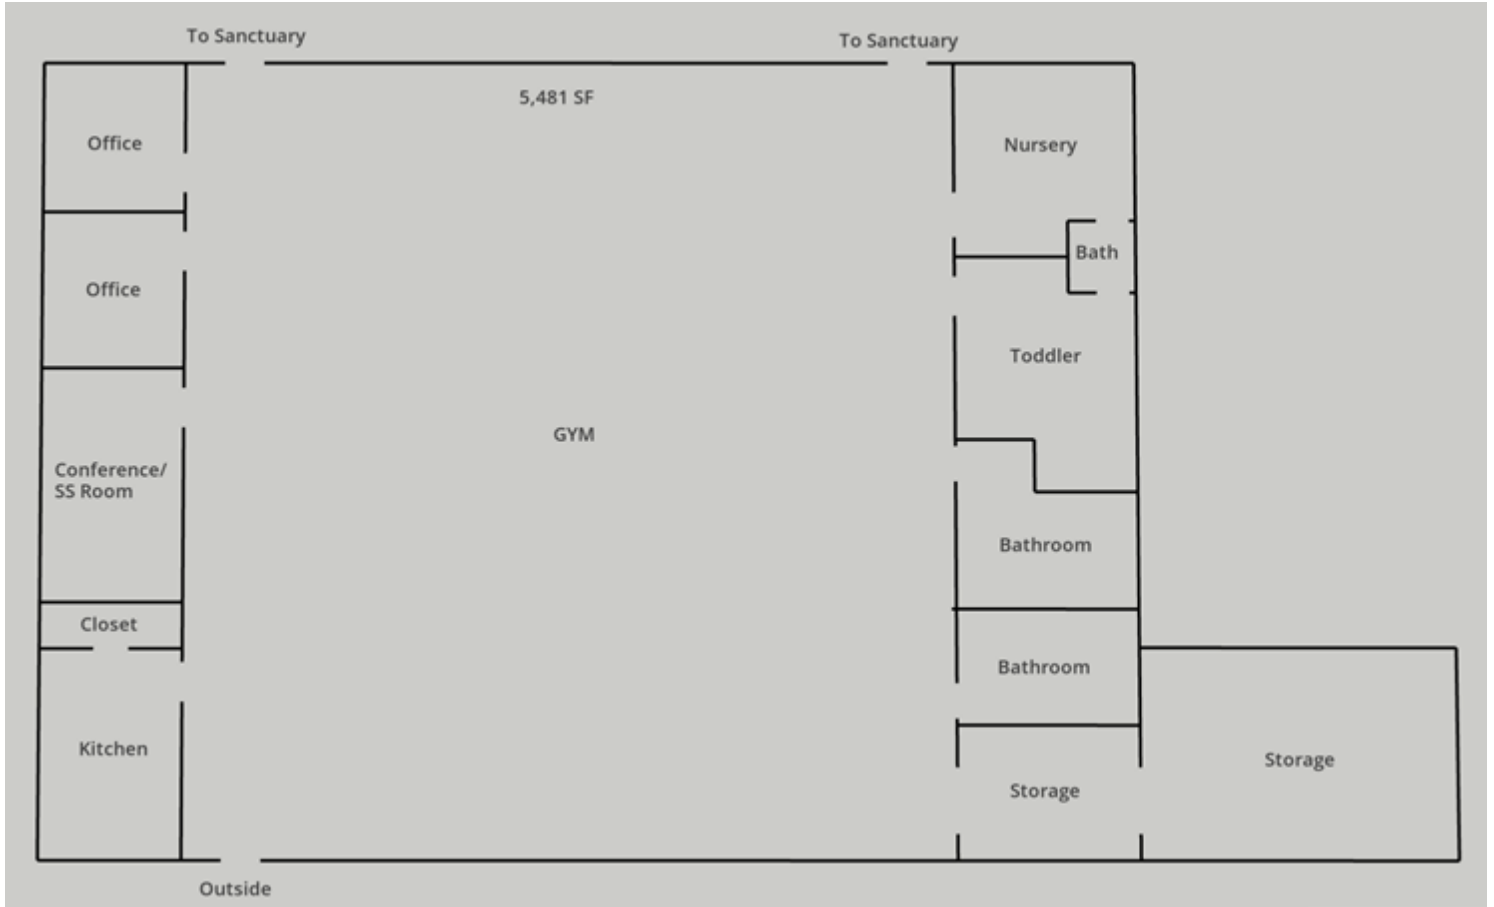 To Sanctuary
To Sanctuary
5,481 SF
Office
Nursery
Bath
Office
Toddler
GYM
Conference/
SS Room
Bathroom
Closet
Bathroom
Kitchen
Storage
Storage
Outside